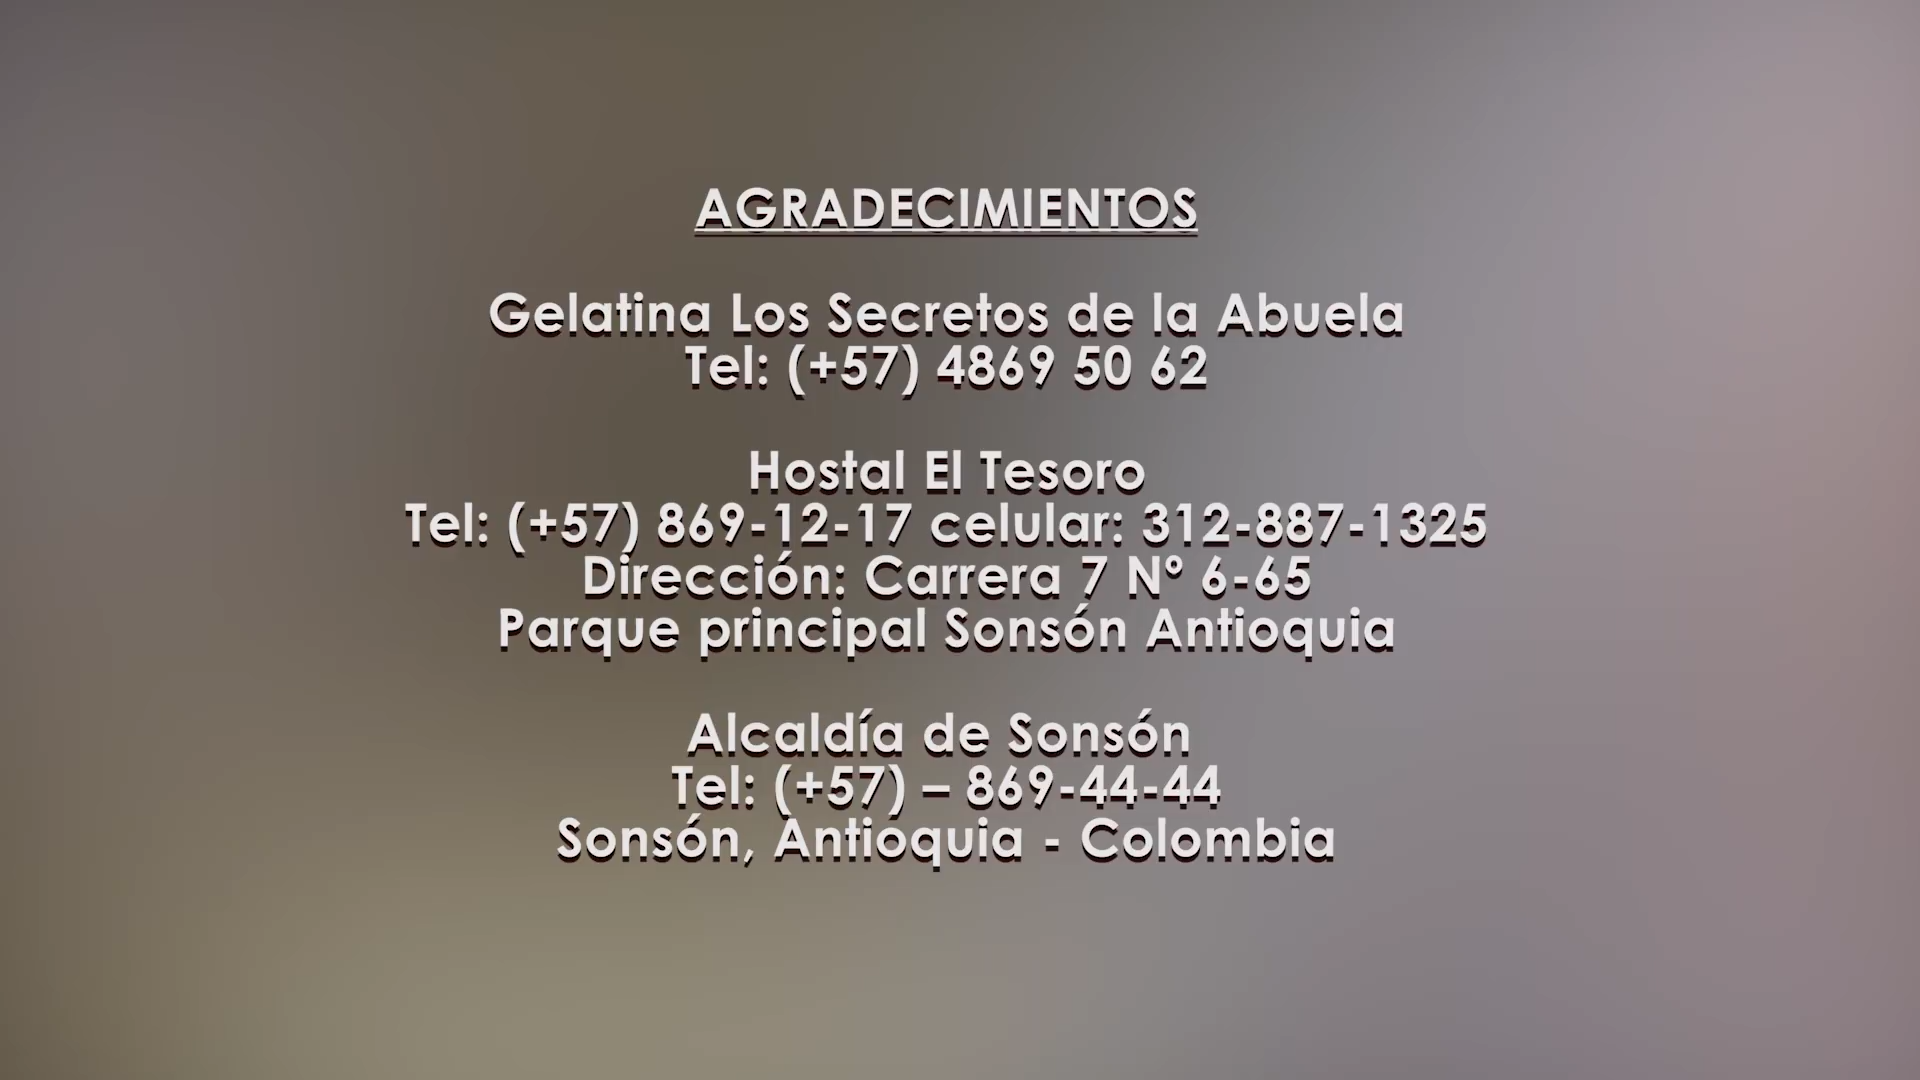 AGRADECIMIENTOS
Gelatina Los Secretos de la Abuela
Tel: (+57) 4869 50 62
Hostal El Tesoro
Tel: (+57) 869-12-17 celular: 312-887-1325
Dirección: Carrera 7 Nº 6-65
Parque principal Sonsón Antioquia
Alcaldía de Sonsón
Tel: (+57) – 869-44-44
Sonsón, Antioquia - Colombia